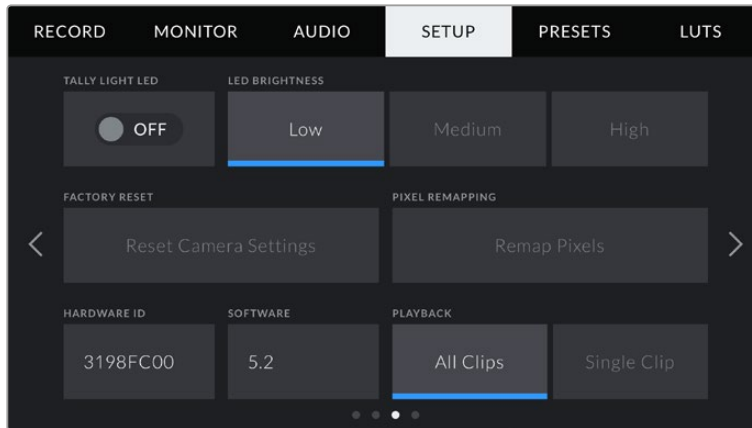 RECORD MONITOR AUDIO SETUP PRESETS LUTS
TALLY LIGHT LED LED BRIGHTNESS
OFF Low Medium High
FACTORY RESET PIXEL REMAPPING
Reset Camera Settings Remap Pixels
HARDWARE ID SOFTWARE PLAYBACK
3198FC00 5.2 All Clips Single Clip